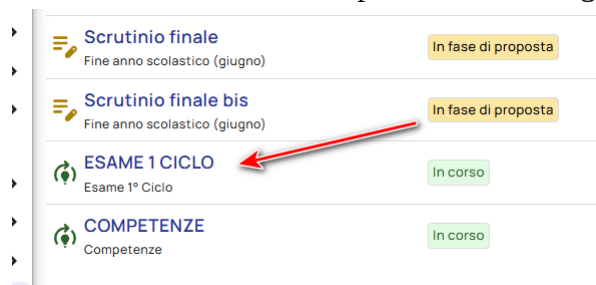 Scrutinio finale
In fase di proposta
Fine anno scolastico (giugno)
Scrutinio finale bis
In fase di proposta
Fine anno scolastico (giugno)
ESAME 1 CICLO
In corso
Esame 1º Ciclo
COMPETENZE
In corso
Competenze